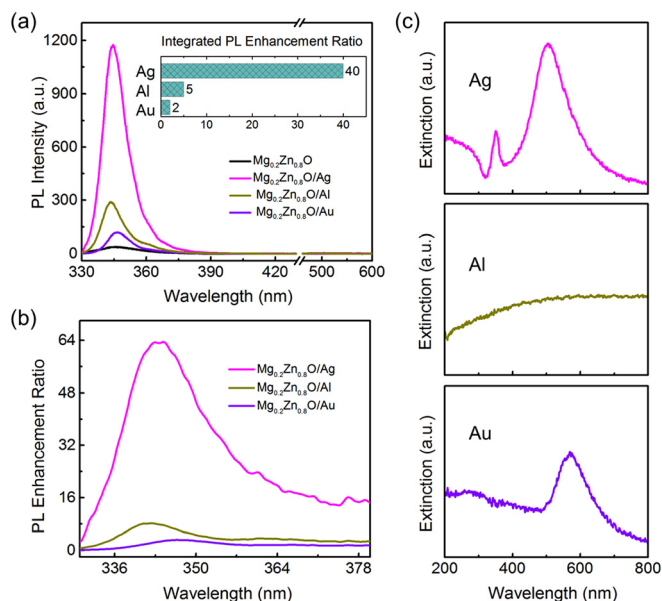 (a)
Integrated PL Enhancement Ratio
Ag
40
Al
5
Au
2
0 10 20 30 40
1200
900
600
300
0
PL Intensity (a.u.)
Mg0.2Zn0.8O
Mg0.2Zn0.8O/Ag
Mg0.2Zn0.8O/Al
Mg0.2Zn0.8O/Au
330 360 390 420 500 600
Wavelength (nm)
(b)
64
48
32
16
0
PL Enhancement Ratio
Mg0.2Zn0.8O/Ag
Mg0.2Zn0.8O/Al
Mg0.2Zn0.8O/Au
336 350 364 378
Wavelength (nm)
(c)
Ag
Extinction (a.u.)
Al
Extinction (a.u.)
Au
Extinction (a.u.)
200 300 400 500 600 700 800
Wavelength (nm)